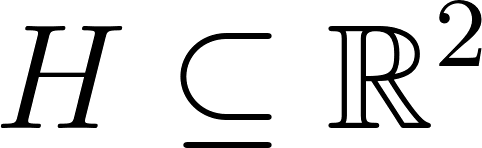 H ⊆ ℝ²